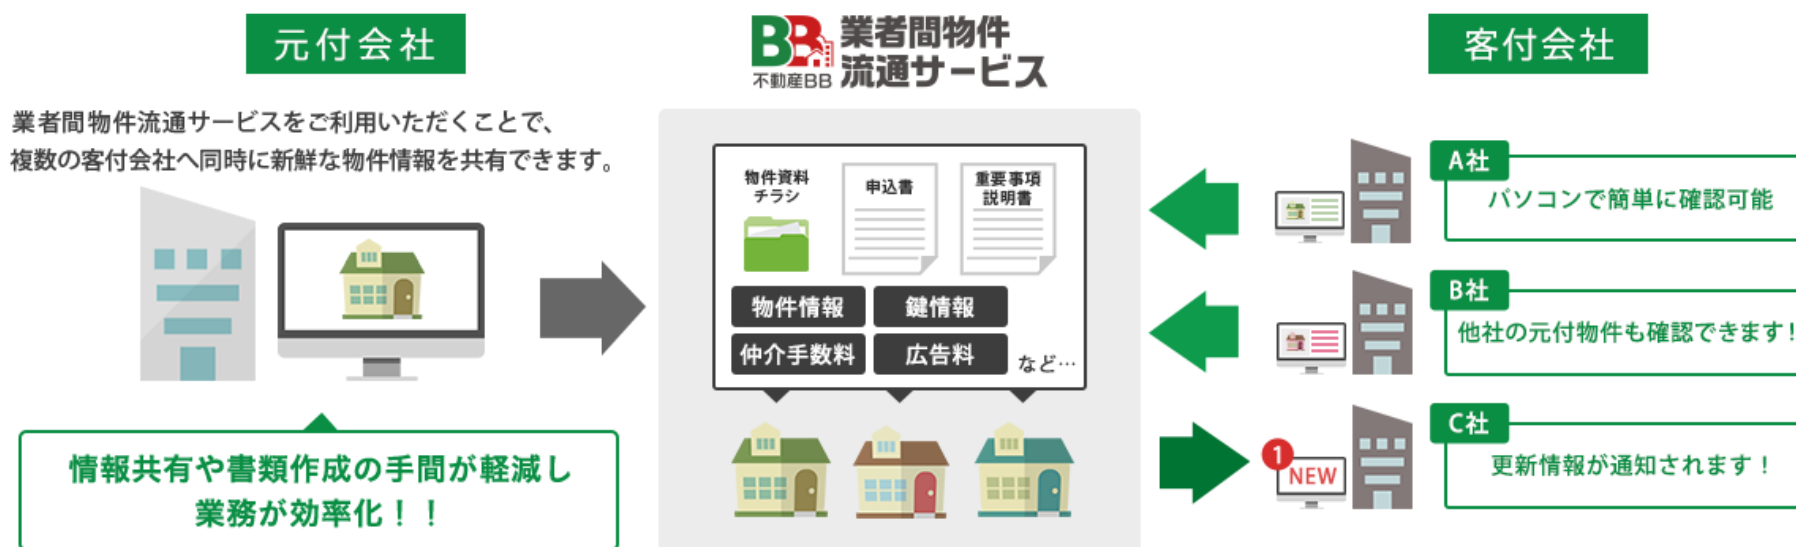 元付会社
業者間物件流通サービスをご利用いただくことで、
複数の客付会社へ同時に新鮮な物件情報を共有できます。
情報共有や書類作成の手間が軽減し
業務が効率化！！
BB
不動産BB
業者間物件
流通サービス
物件資料
チラシ
申込書
重要事項
説明書
物件情報
鍵情報
仲介手数料
広告料
など…
客付会社
A社
パソコンで簡単に確認可能
B社
他社の元付物件も確認できます！
C社
更新情報が通知されます！
1
NEW